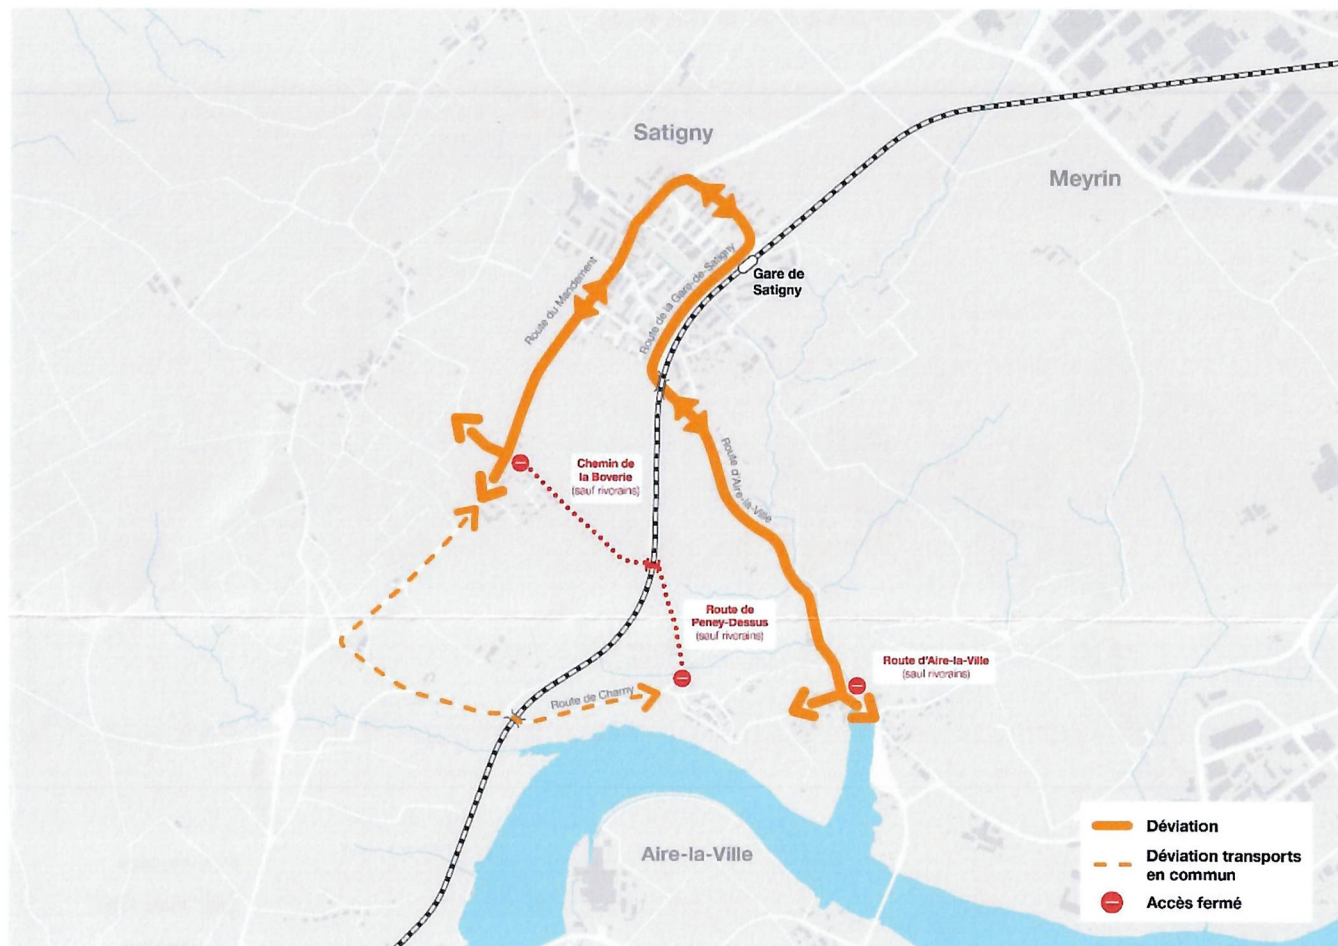 Satigny
Meyrin
Gare de
Satigny
Route du Mandement
Route de la Gare-de-Satigny
Chemin de
la Boverie
(sauf riverains)
Route d'Aire-la-Ville
Route de
Peney-Dessus
(sauf riverains)
Route d'Aire-la-Ville
(sauf riverains)
Route de Charny
Aire-la-Ville
Déviation
Déviation transports
en commun
Accès fermé